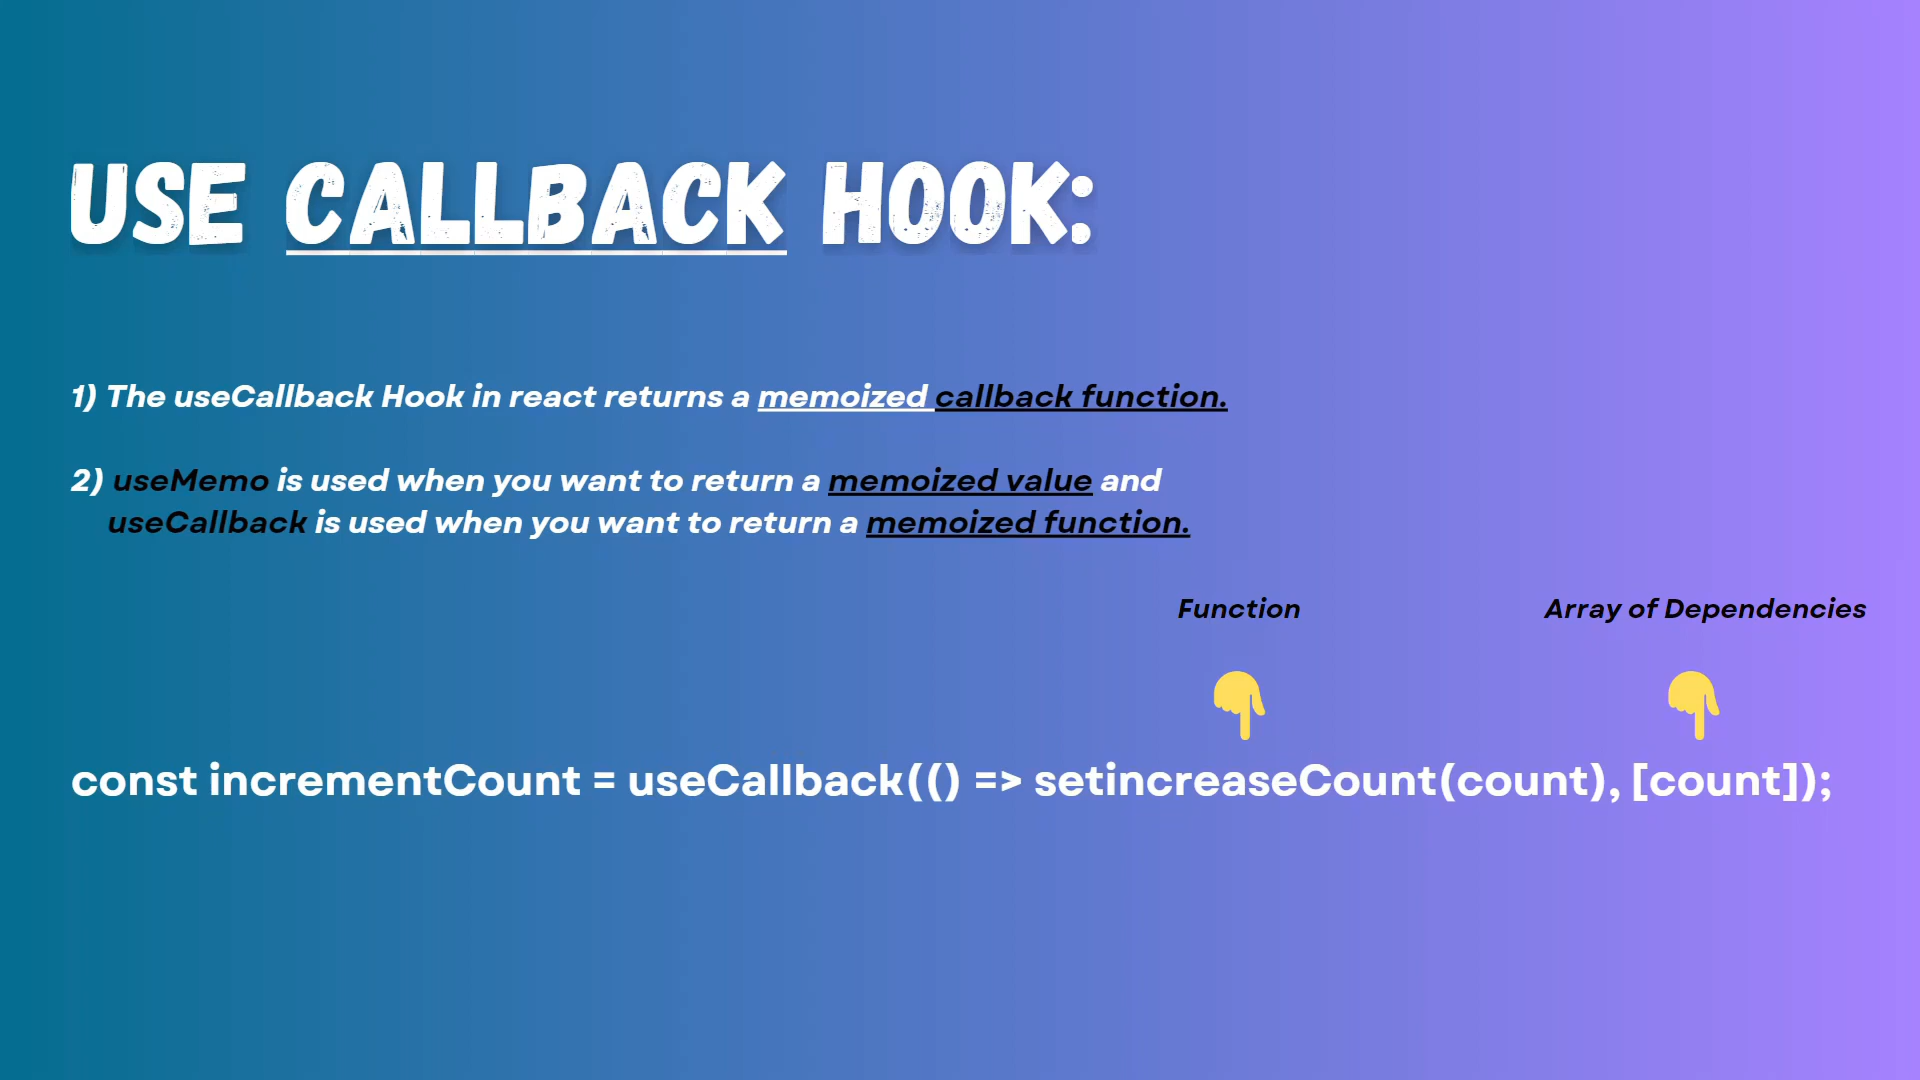 USE CALLBACK HOOK:
1) The useCallback Hook in react returns a memoized callback function.
2) useMemo is used when you want to return a memoized value and
useCallback is used when you want to return a memoized function.
Function
Array of Dependencies
const incrementCount = useCallback(() => setincreaseCount(count), [count]);